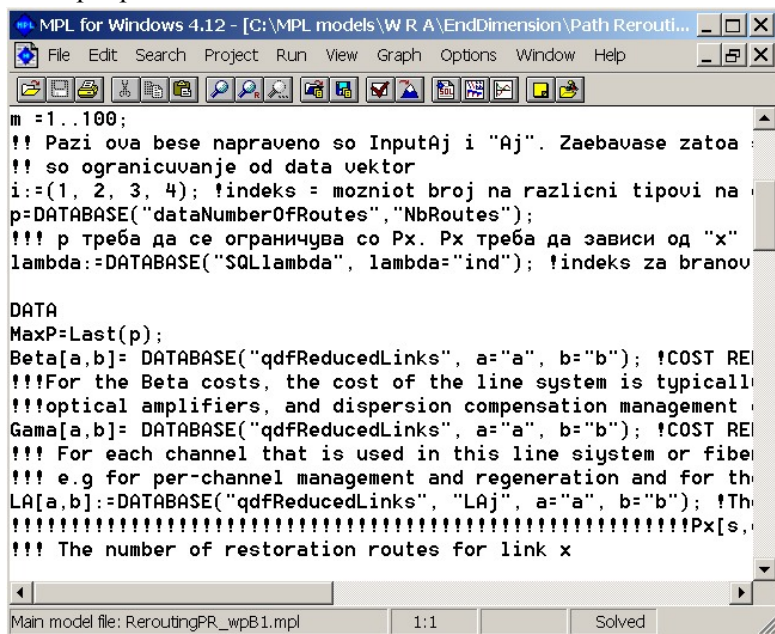 MPL for Windows 4.12 - [C:\MPL models\W R A\EndDimension\Path Rerouti...
File Edit Search Project Run View Graph Options Window Help
m =1..100;
!! Pazi ova bese napraveno so InputAj i "Aj". Zaebavase zatoa
!! so ogranicuvanje od data vektor
i:=(1, 2, 3, 4); !indeks = mozniot broj na razlicni tipovi na
p=DATABASE("dataNumberOfRoutes","NbRoutes");
!!! p треба да се ограничува со Px. Px треба да зависи од "x"
lambda:=DATABASE("SQLlambda", lambda="ind"); !indeks za branov
DATA
MaxP=Last(p);
Beta[a,b]= DATABASE("qdfReducedLinks", a="a", b="b"); !COST REI
!!!For the Beta costs, the cost of the line system is typicall
!!!optical amplifiers, and dispersion compensation management
Gama[a,b]= DATABASE("qdfReducedLinks", a="a", b="b"); !COST REI
!!! For each channel that is used in this line siystem or fibe
!!! e.g for per-channel management and regeneration and for th
LA[a,b]:=DATABASE("qdfReducedLinks", "LAj", a="a", b="b"); !Th
!!!!!!!!!!!!!!!!!!!!!!!!!!!!!!!!!!!!!!!!!!!!!!!!!!!!!!!!!Px[s,
!!! The number of restoration routes for link x
Main model file: ReroutingPR_wpB1.mpl 1:1 Solved